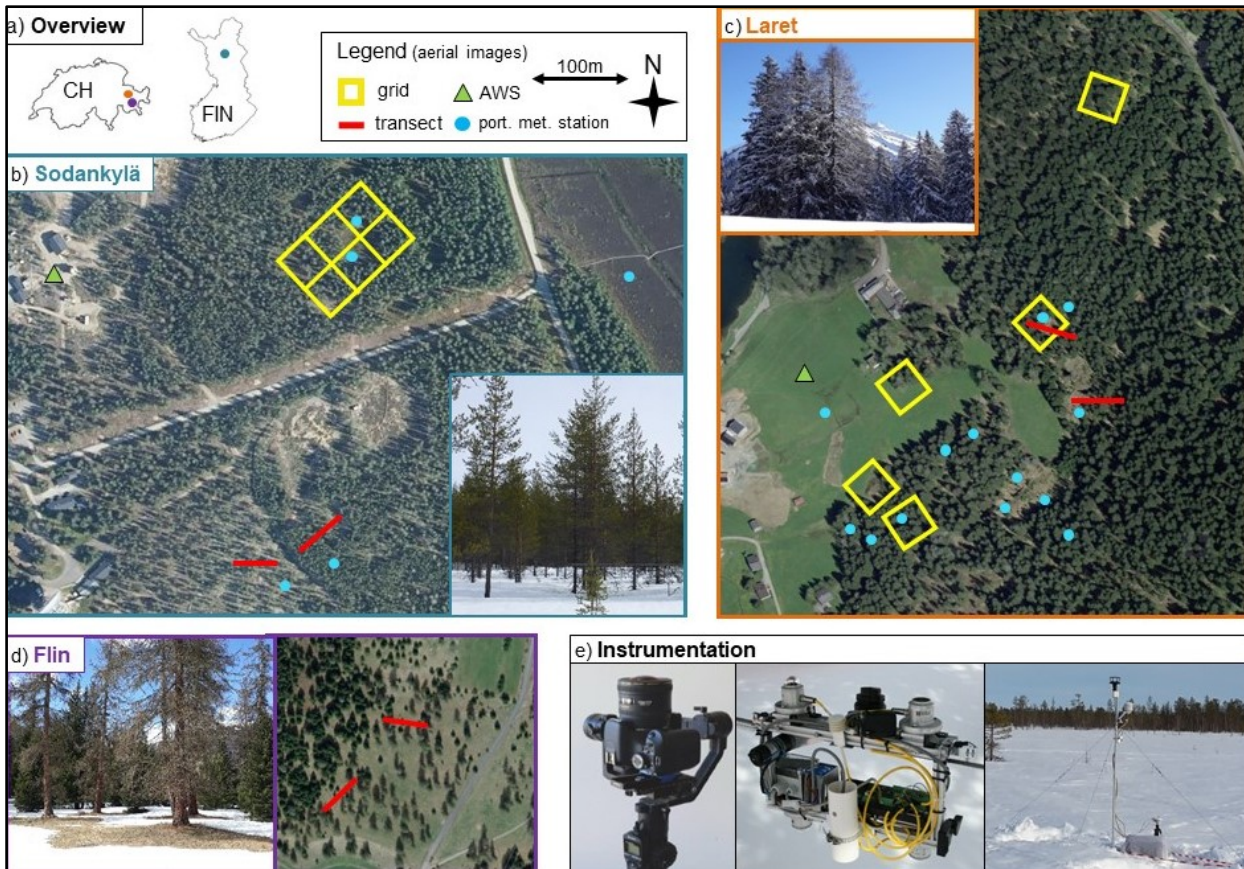 a) Overview
CH
FIN
Legend (aerial images)
grid
AWS
100m
N
transect
port. met. station
b) Sodankylä
c) Laret
d) Flin
e) Instrumentation